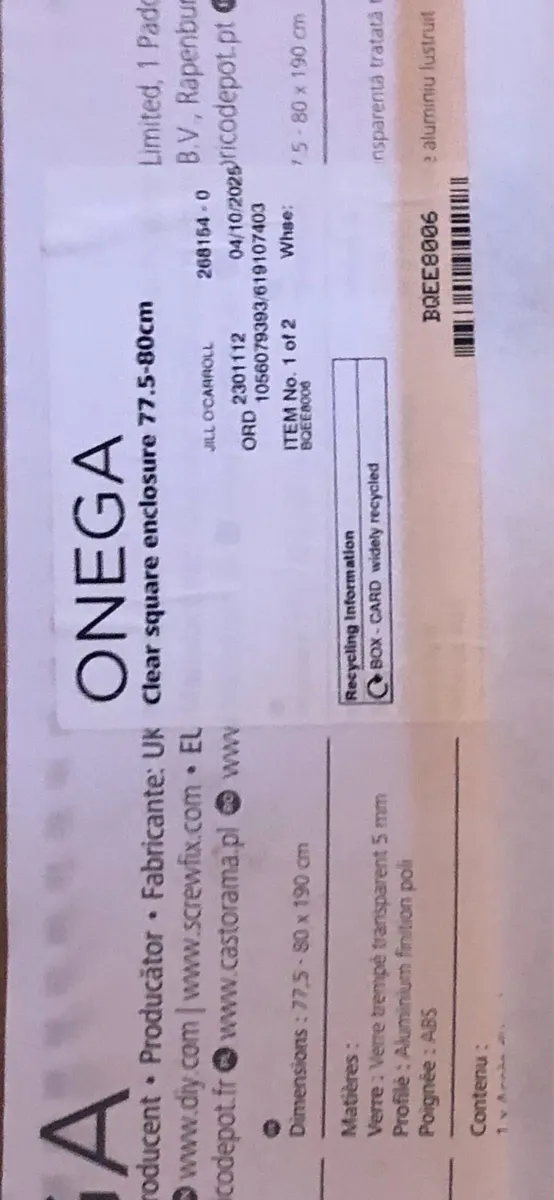 Limited, 1
B.V., Rapenbur
ricodepot.pt
7,5 - 80 x 190 cm
nsparentă tratată
aluminiu lustruit
ONEGA
Clear square enclosure 77.5-80cm
JILL O'CARROLL 268154 - 0
ORD 2301112 04/10/2025
1056079393/619107403
ITEM No. 1 of 2 Whse:
BQEE8006
Recycling Information
BOX - CARD widely recycled
BQEE8006
A
roducent • Producător • Fabricante: UK
www.diy.com | www.screwfix.com • EU
icodepot.fr www.castorama.pl www
Dimensions : 77,5 - 80 x 190 cm
Matières :
Verre : Verre trempé transparent 5 mm
Profilé : Aluminium finition poli
Poignée : ABS
Contenu :